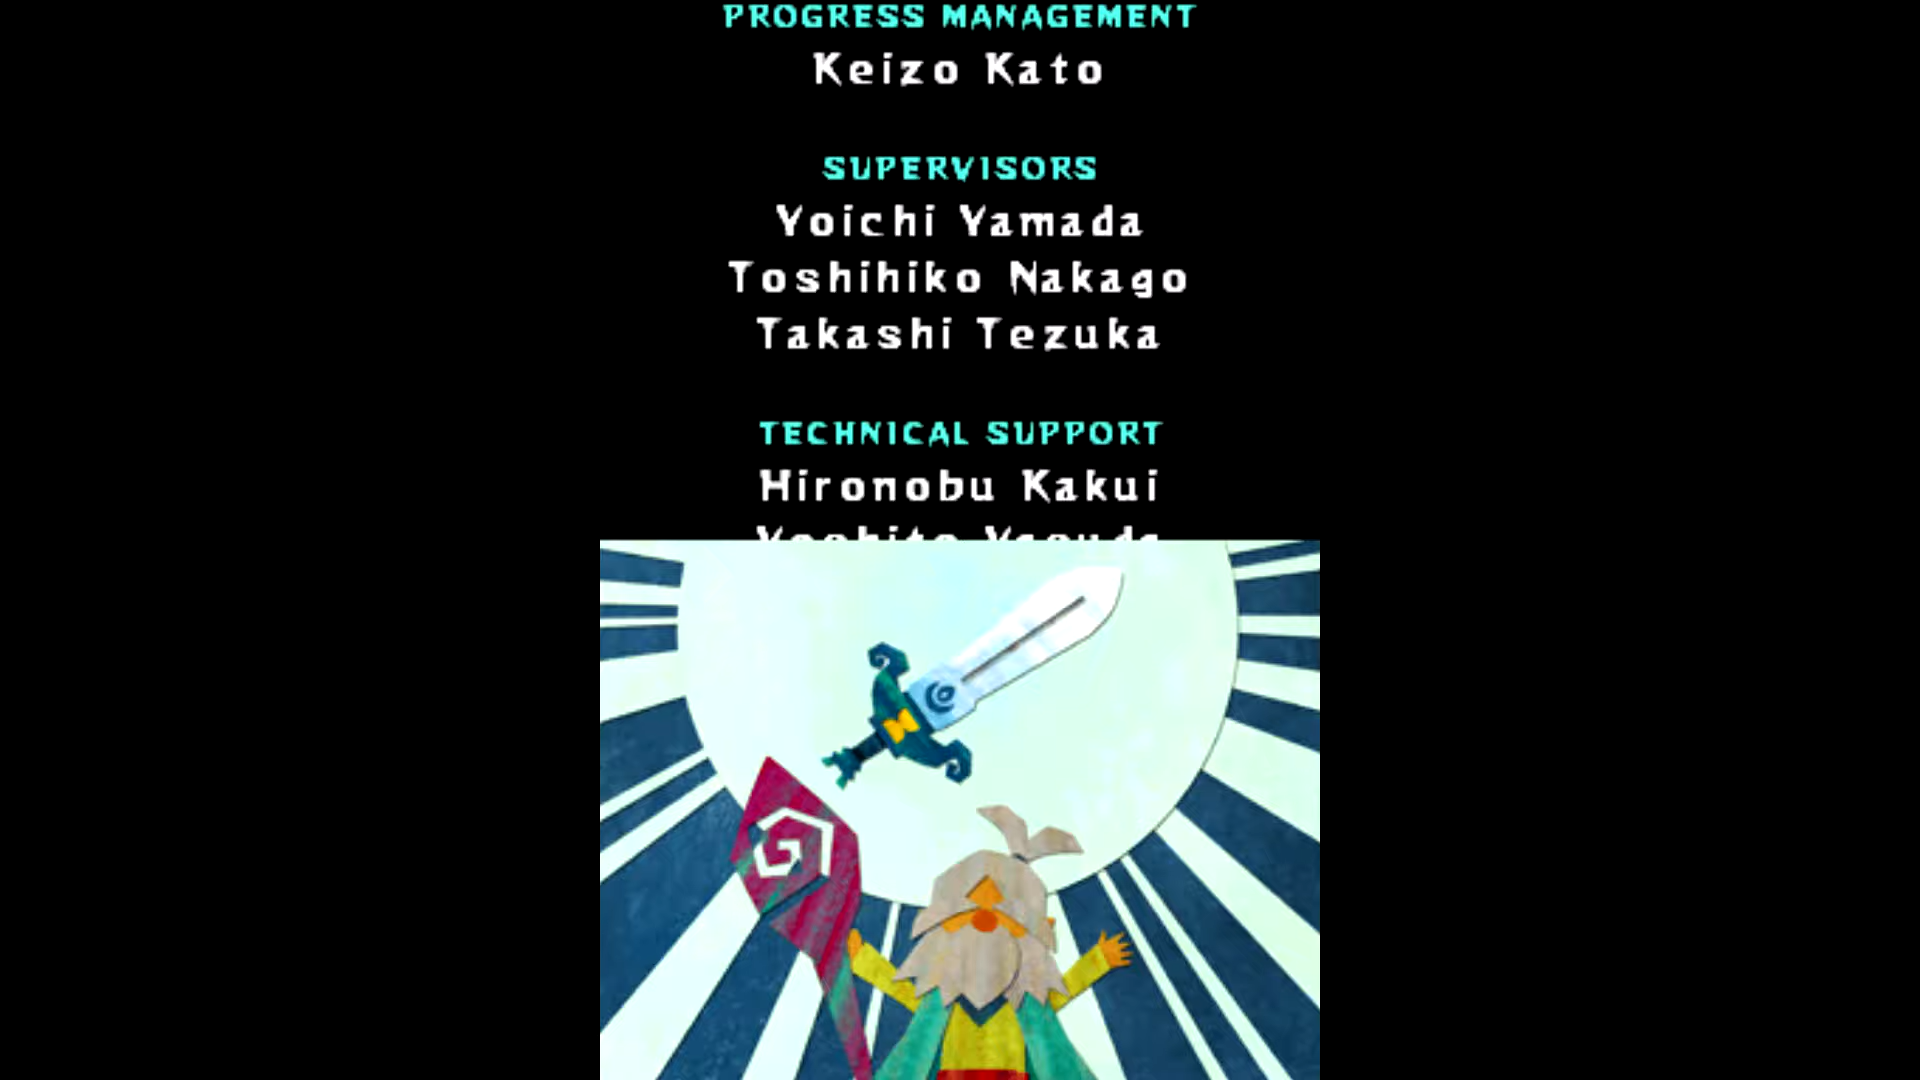 PROGRESS MANAGEMENT
Keizo Kato
SUPERVISORS
Yoichi Yamada
Toshihiko Nakago
Takashi Tezuka
TECHNICAL SUPPORT
Hironobu Kakui